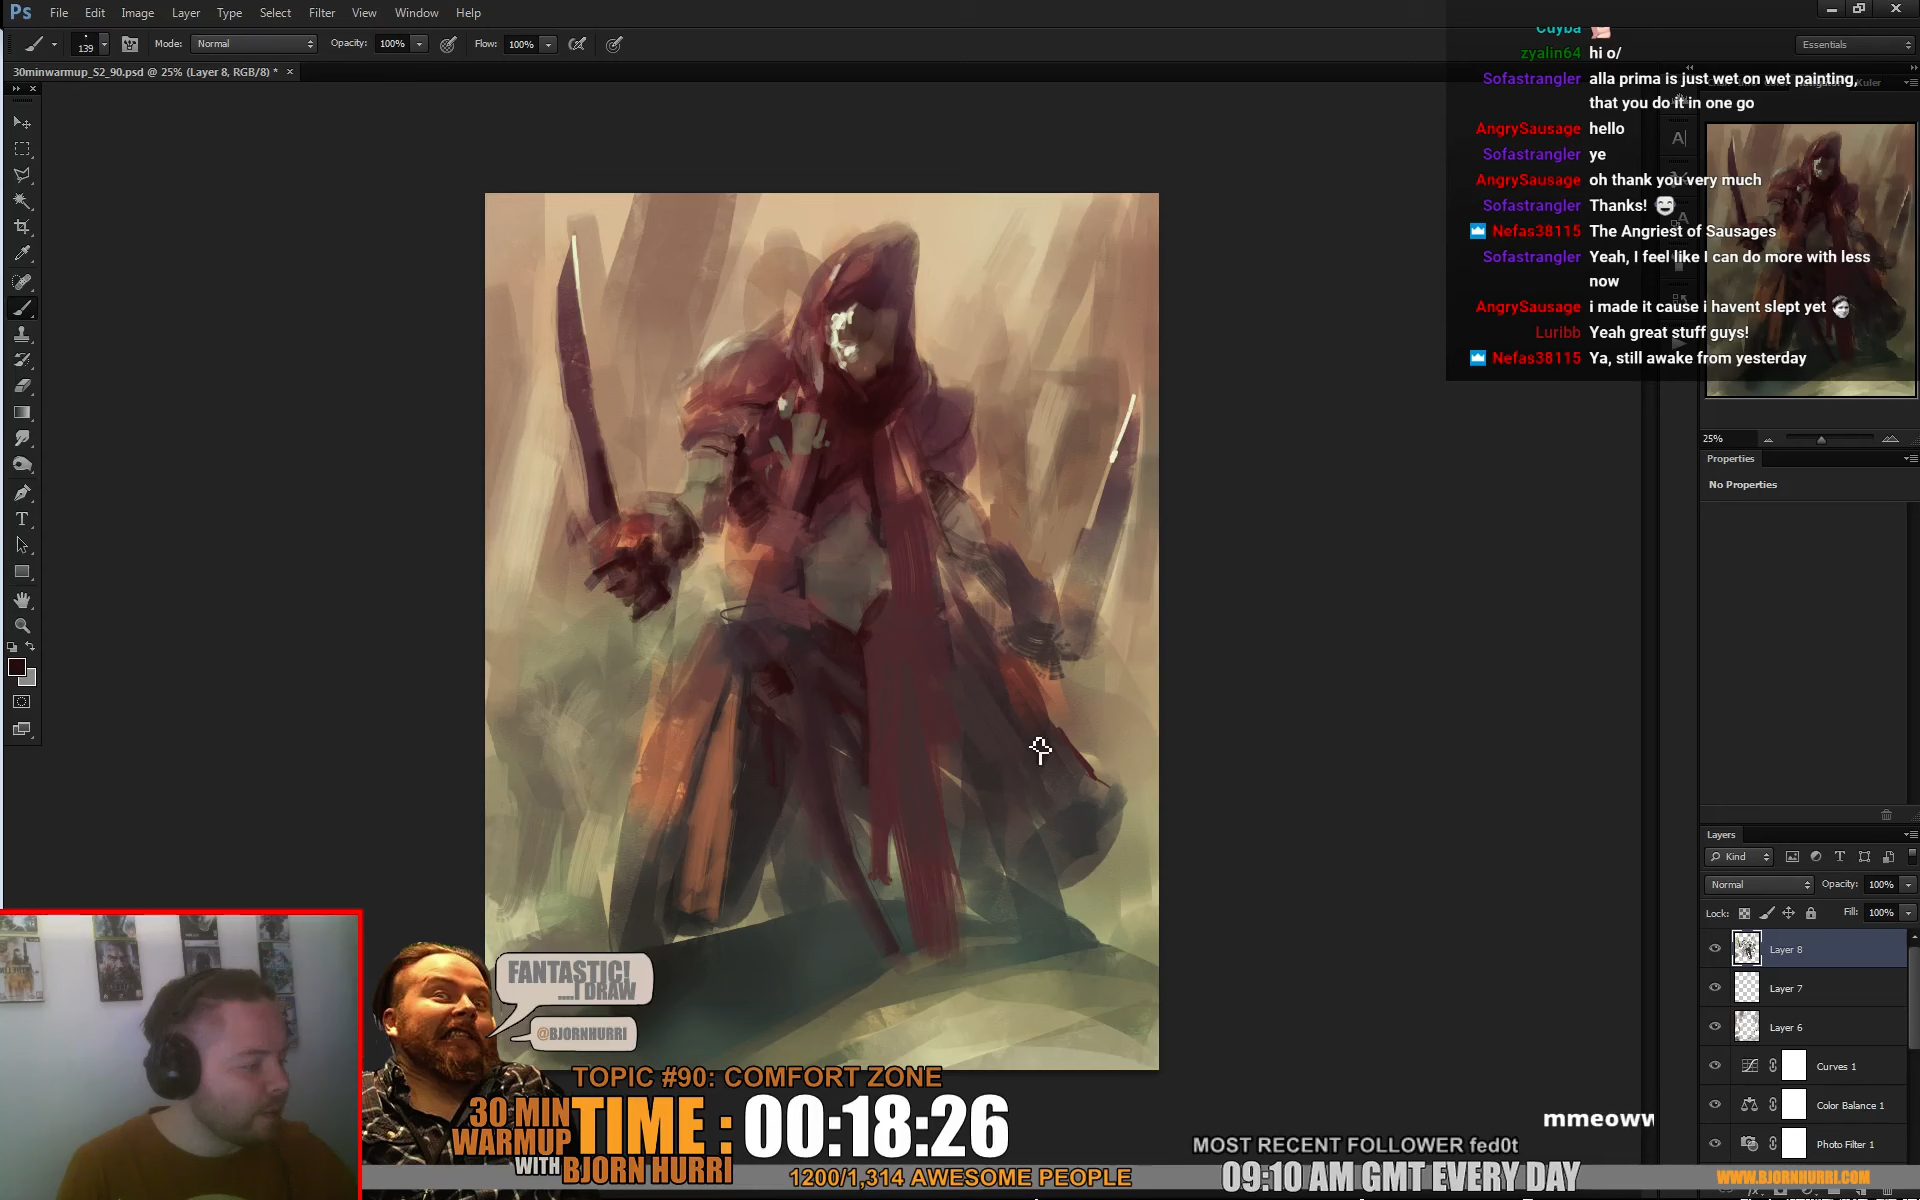 Ps File Edit Image Layer Type Select Filter View Window Help
139 Mode: Normal Opacity: 100% Flow: 100% Essentials
30minwarmup_S2_90.psd @ 25% (Layer 8, RGB/8) * ×
Cuyba
zyalin64 hi o/
Sofastrangler alla prima is just wet on wet painting,
that you do it in one go
AngrySausage hello
Sofastrangler ye
AngrySausage oh thank you very much
Sofastrangler Thanks!
Nefas38115 The Angriest of Sausages
Sofastrangler Yeah, I feel like I can do more with less
now
AngrySausage i made it cause i havent slept yet
Luribb Yeah great stuff guys!
Nefas38115 Ya, still awake from yesterday
Kuler
25%
Properties
No Properties
Layers
Kind
Normal Opacity: 100%
Lock: Fill: 100%
Layer 8
Layer 7
Layer 6
Curves 1
Color Balance 1
Photo Filter 1
FANTASTIC!
....I DRAW
@BJORNHURRI
TOPIC #90: COMFORT ZONE
30 MIN
WARMUP
WITH BJORN HURRI
TIME : 00:18:26
1200/1,314 AWESOME PEOPLE
mmeoww
MOST RECENT FOLLOWER fed0t
09:10 AM GMT EVERY DAY
WWW.BJORNHURRI.COM